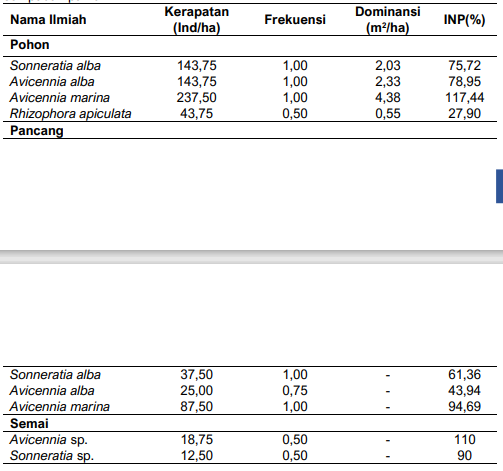 Nama Ilmiah Kerapatan (Ind/ha) Frekuensi Dominansi (m²/ha) INP(%)
Pohon
Sonneratia alba 143,75 1,00 2,03 75,72
Avicennia alba 143,75 1,00 2,33 78,95
Avicennia marina 237,50 1,00 4,38 117,44
Rhizophora apiculata 43,75 0,50 0,55 27,90
Pancang
Sonneratia alba 37,50 1,00 - 61,36
Avicennia alba 25,00 0,75 - 43,94
Avicennia marina 87,50 1,00 - 94,69
Semai
Avicennia sp. 18,75 0,50 - 110
Sonneratia sp. 12,50 0,50 - 90